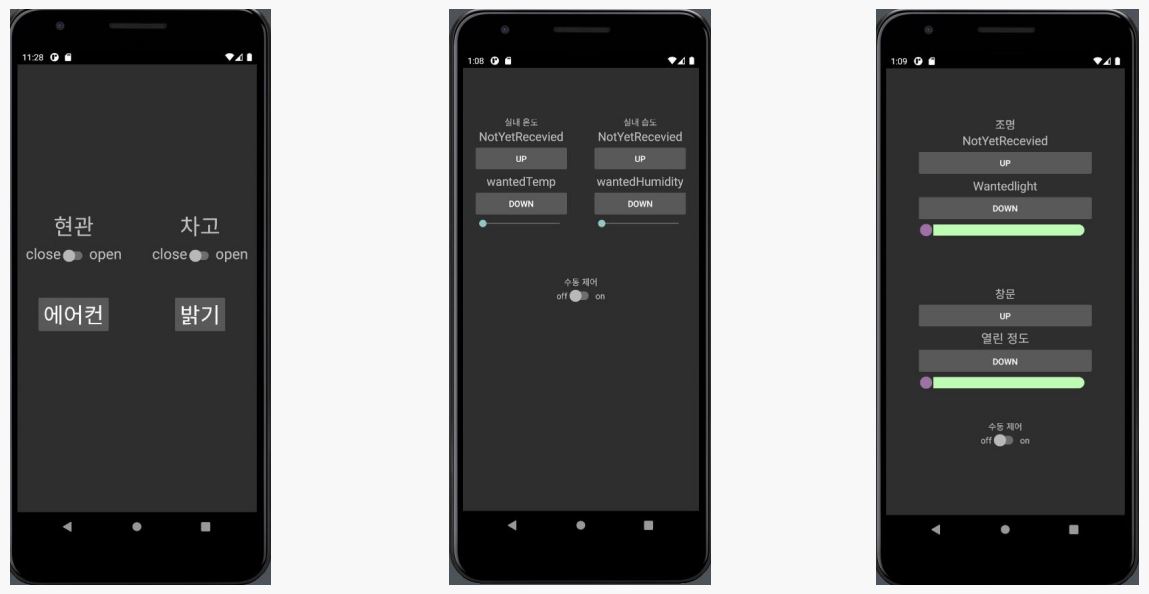 11:28
현관 차고
close open close open
에어컨 밝기
1:08
실내 온도 실내 습도
NotYetRecevied NotYetRecevied
UP UP
wantedTemp wantedHumidity
DOWN DOWN
수동 제어
off on
1:09
조명
NotYetRecevied
UP
Wantedlight
DOWN
창문
UP
열린 정도
DOWN
수동 제어
off on